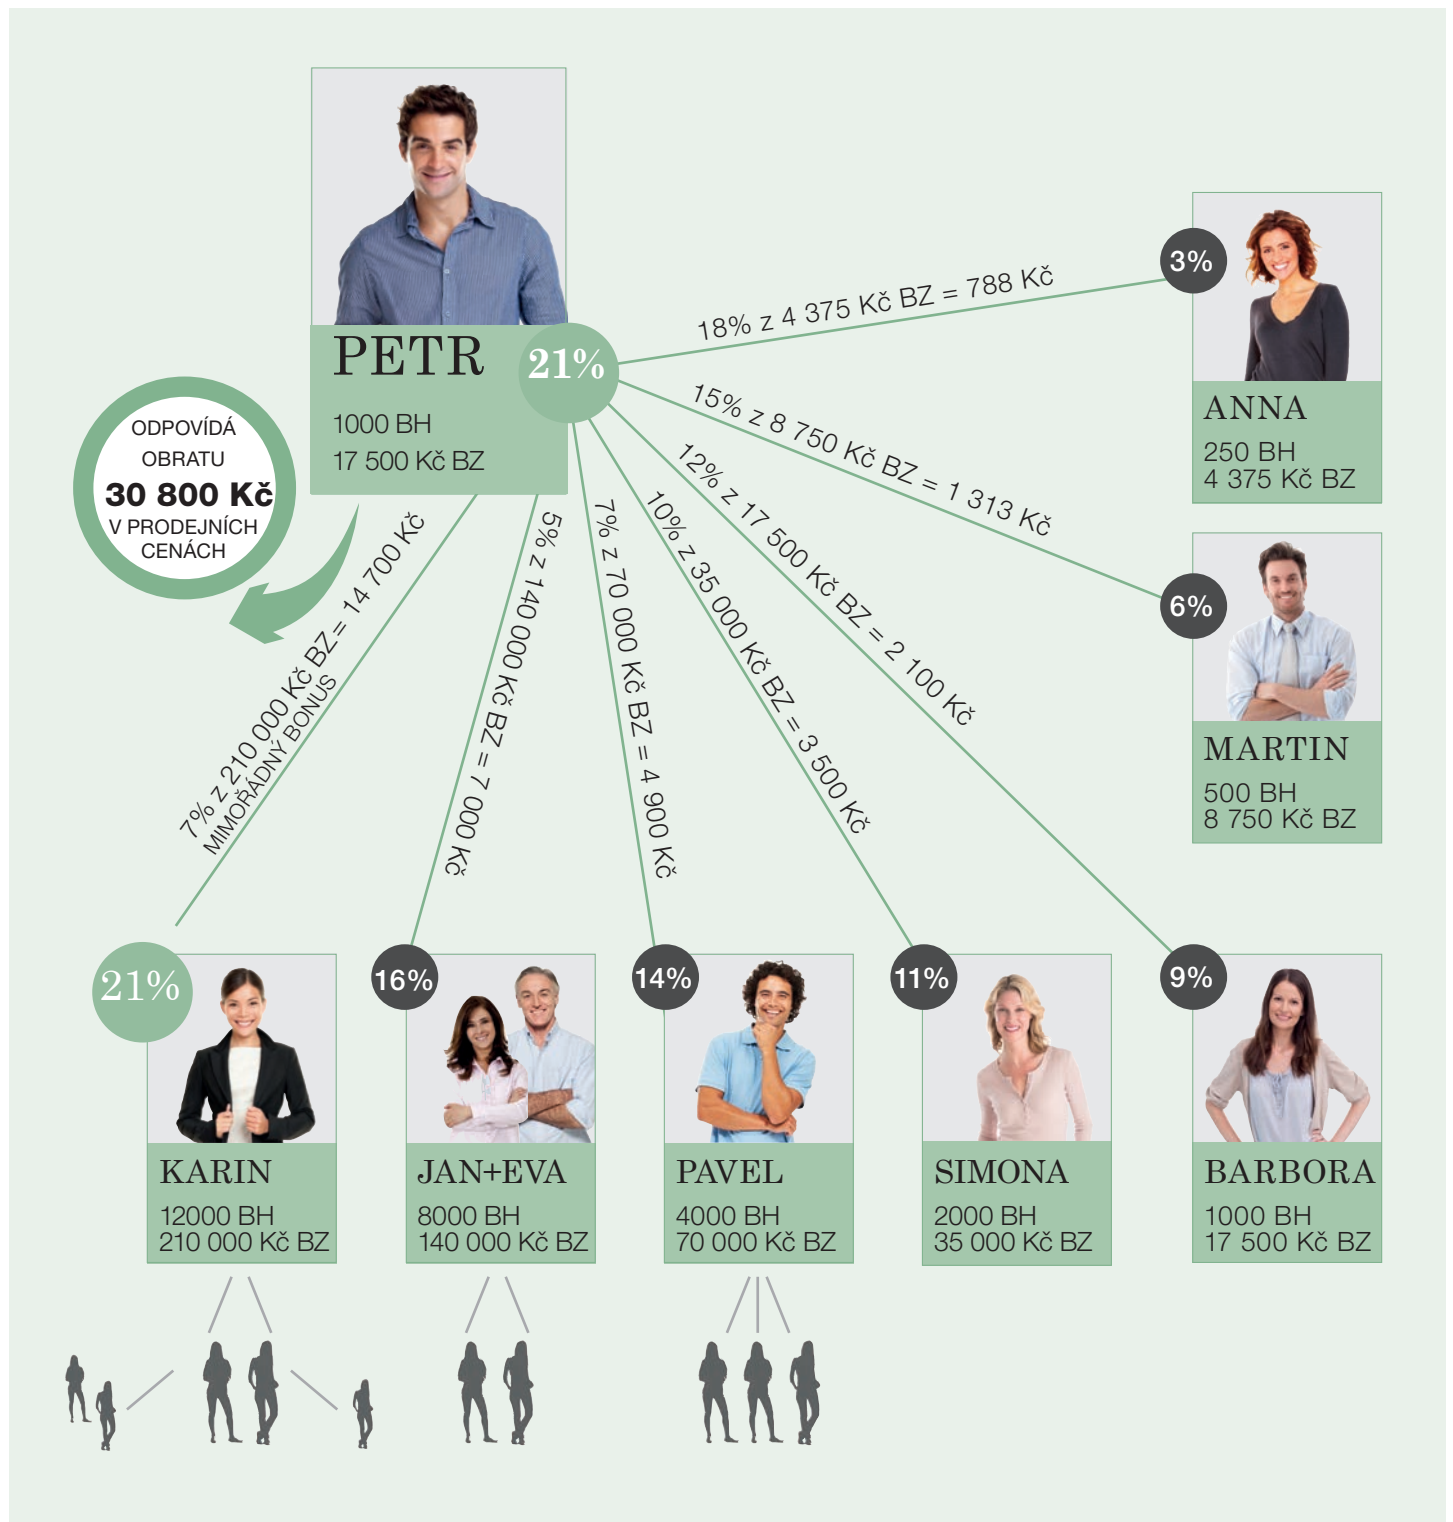 PETR
1000 BH
17 500 Kč BZ
21%
ODPOVÍDÁ
OBRATU
30 800 Kč
V PRODEJNÍCH
CENÁCH
18% z 4 375 Kč BZ = 788 Kč
3%
ANNA
250 BH
4 375 Kč BZ
15% z 8 750 Kč BZ = 1 313 Kč
6%
MARTIN
500 BH
8 750 Kč BZ
12% z 17 500 Kč BZ = 2 100 Kč
10% z 35 000 Kč BZ = 3 500 Kč
7% z 70 000 Kč BZ = 4 900 Kč
5% z 140 000 Kč BZ = 7 000 Kč
7% z 210 000 Kč BZ = 14 700 Kč
MIMOŘÁDNÝ BONUS
21%
KARIN
12000 BH
210 000 Kč BZ
16%
JAN+EVA
8000 BH
140 000 Kč BZ
14%
PAVEL
4000 BH
70 000 Kč BZ
11%
SIMONA
2000 BH
35 000 Kč BZ
9%
BARBORA
1000 BH
17 500 Kč BZ